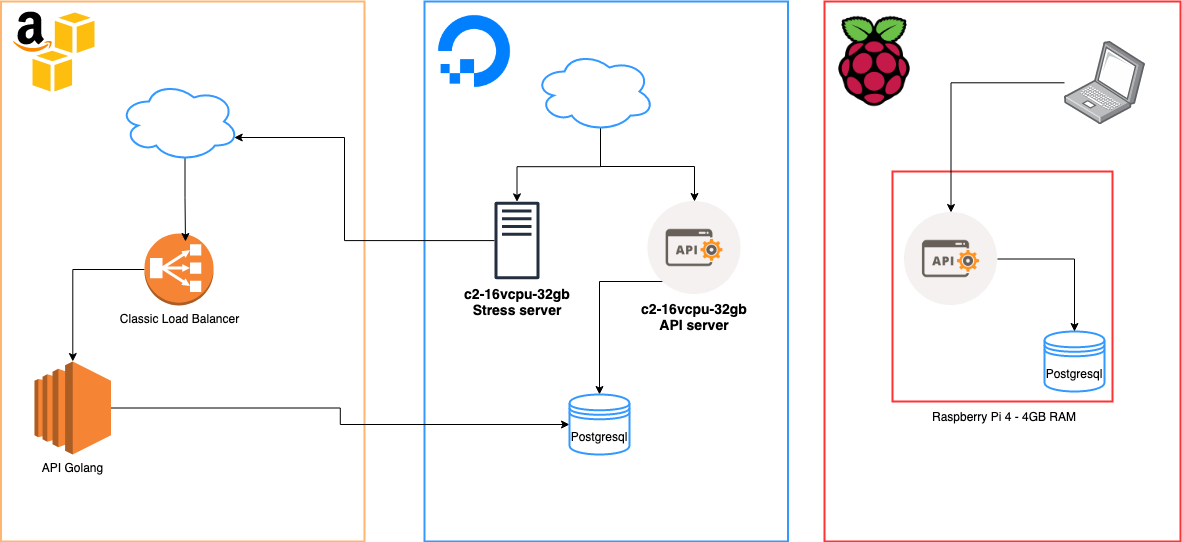 a
Classic Load Balancer
API Golang
c2-16vcpu-32gb
Stress server
API
c2-16vcpu-32gb
API server
Postgresql
API
Postgresql
Raspberry Pi 4 - 4GB RAM